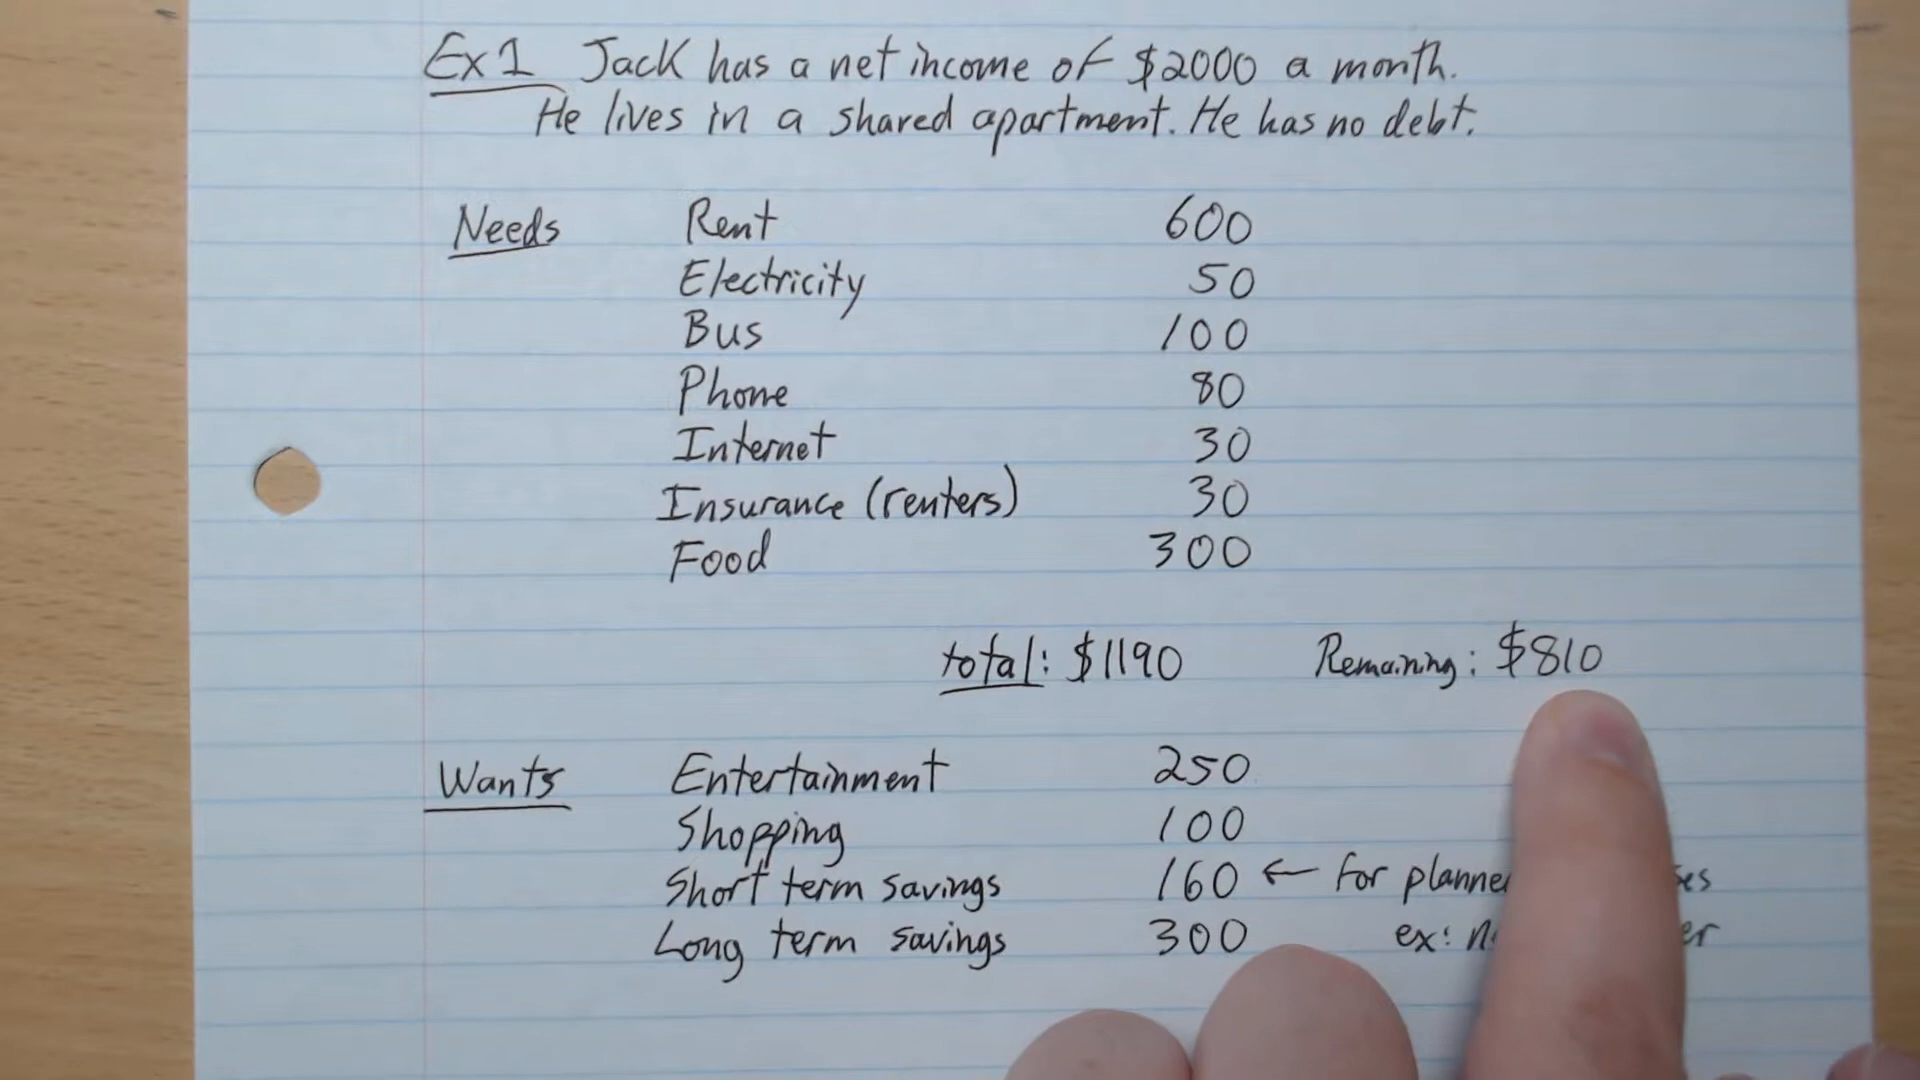 Ex 1 Jack has a net income of $2000 a month.
He lives in a shared apartment. He has no debt.
Needs Rent 600
Electricity 50
Bus 100
Phone 80
Internet 30
Insurance (renters) 30
Food 300
total: $1190 Remaining: $810
Wants Entertainment 250
Shopping 100
Short term savings 160 ← for
Long term savings 300 ex: